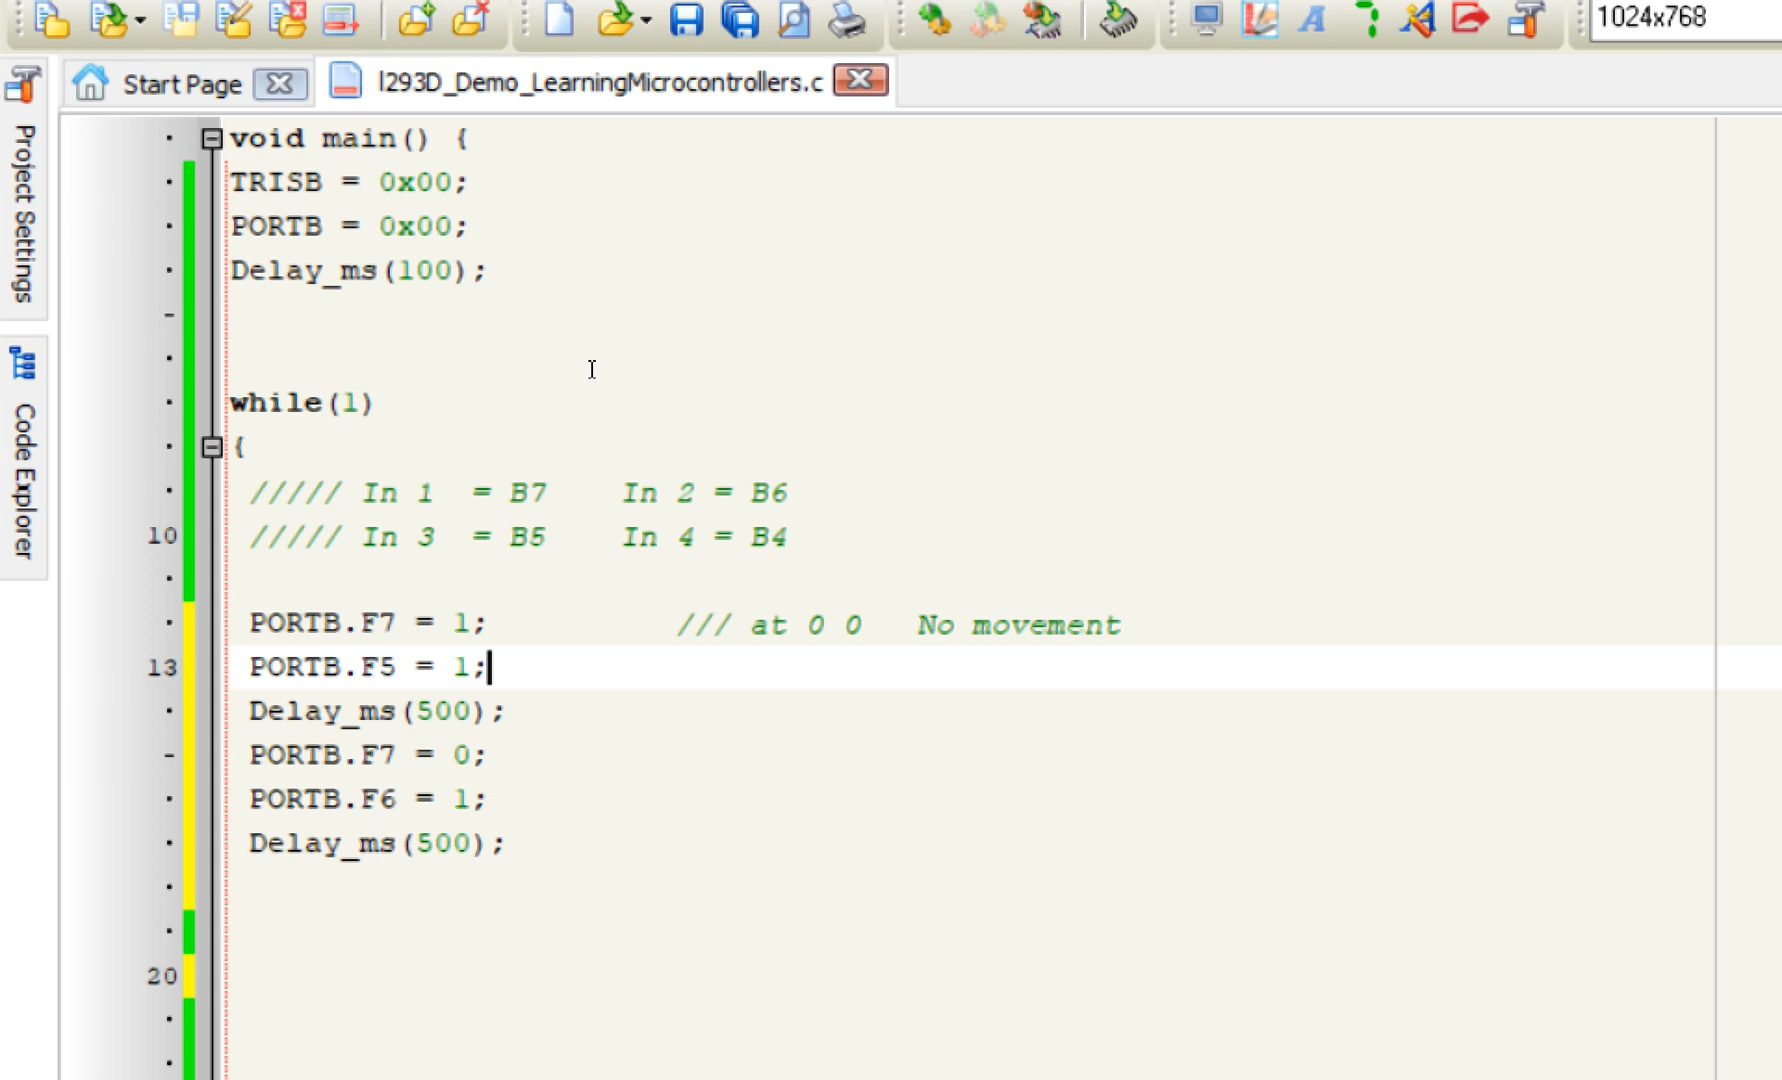 1024x768
Start Page
l293D_Demo_LearningMicrocontrollers.c
Project Settings
Code Explorer
void main() {
TRISB = 0x00;
PORTB = 0x00;
Delay_ms(100);
while(1)
{
///// In 1  = B7    In 2 = B6
10 ///// In 3  = B5    In 4 = B4
PORTB.F7 = 1;          /// at 0 0   No movement
13 PORTB.F5 = 1;
Delay_ms(500);
PORTB.F7 = 0;
PORTB.F6 = 1;
Delay_ms(500);
20